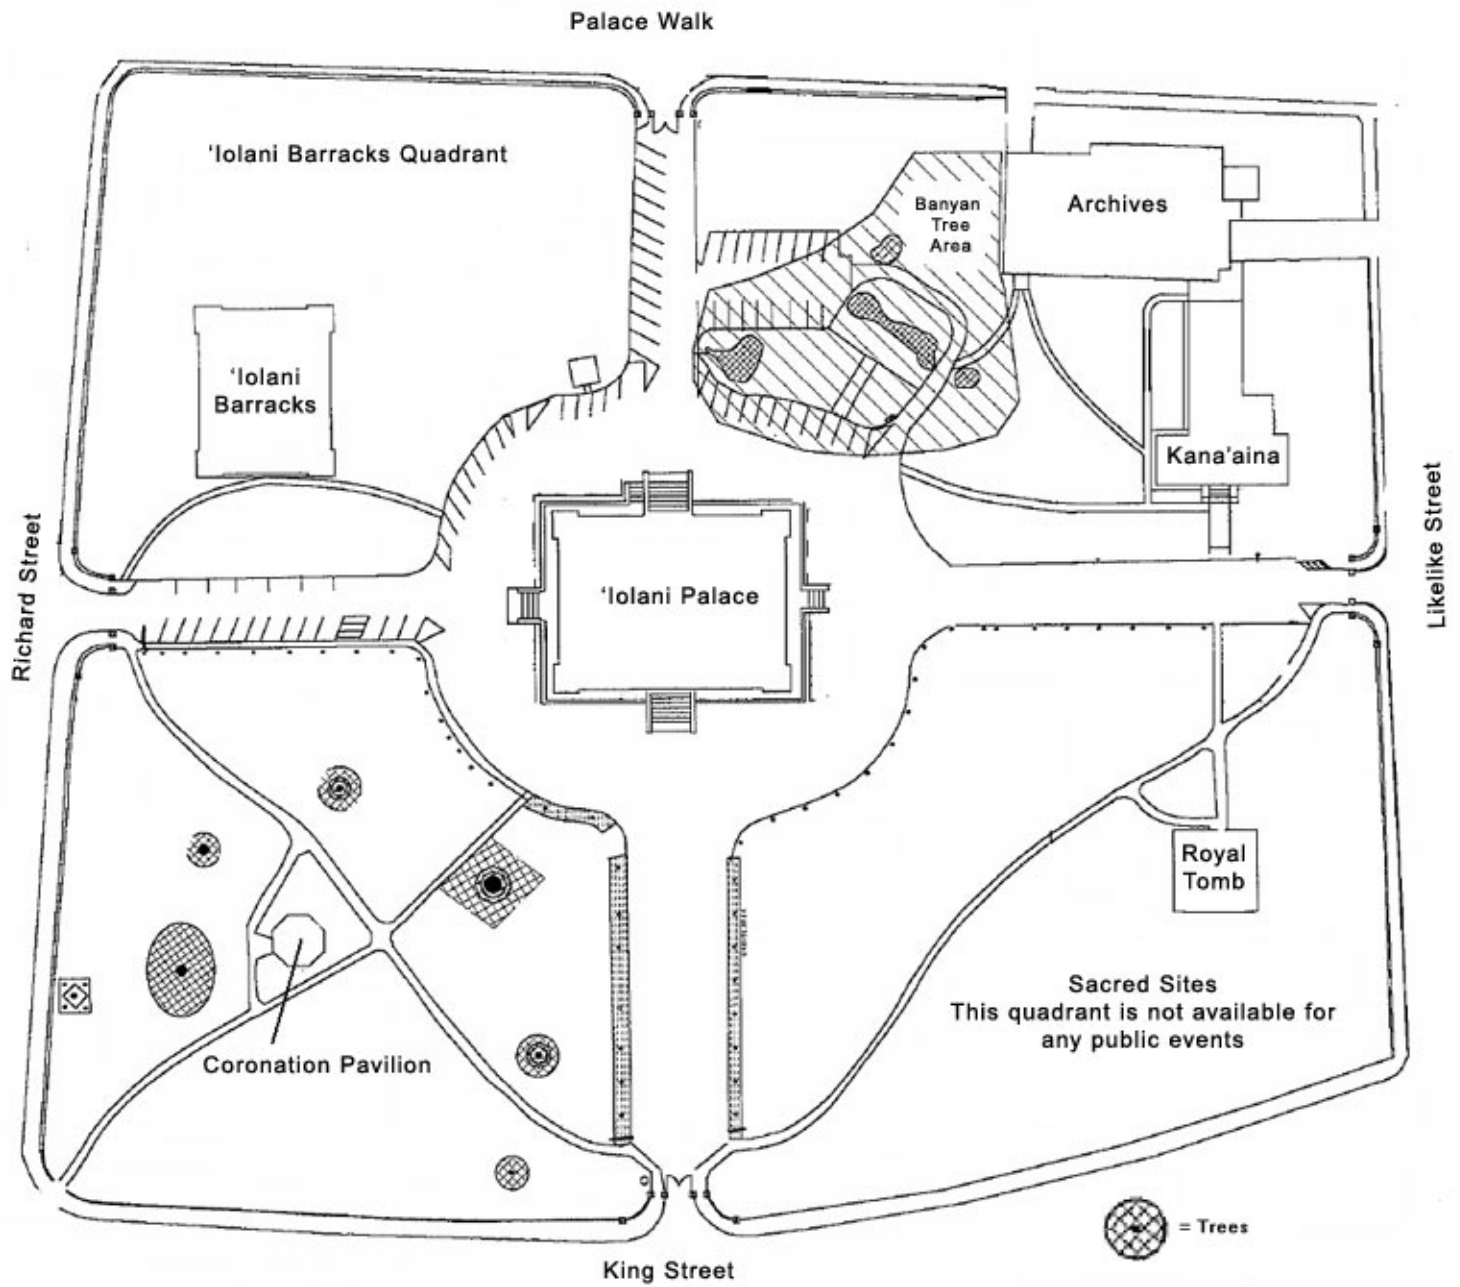 Palace Walk
‘Iolani Barracks Quadrant
Banyan
Tree
Area
Archives
‘Iolani
Barracks
Kana’aina
Richard Street
‘Iolani Palace
Likelike Street
Royal
Tomb
Sacred Sites
This quadrant is not available for
any public events
Coronation Pavilion
= Trees
King Street